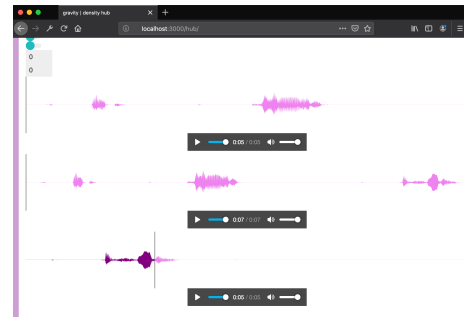 gravity | density hub
localhost:3000/hub/
0
0
0:05 / 0:05
0:07 / 0:07
0:05 / 0:05